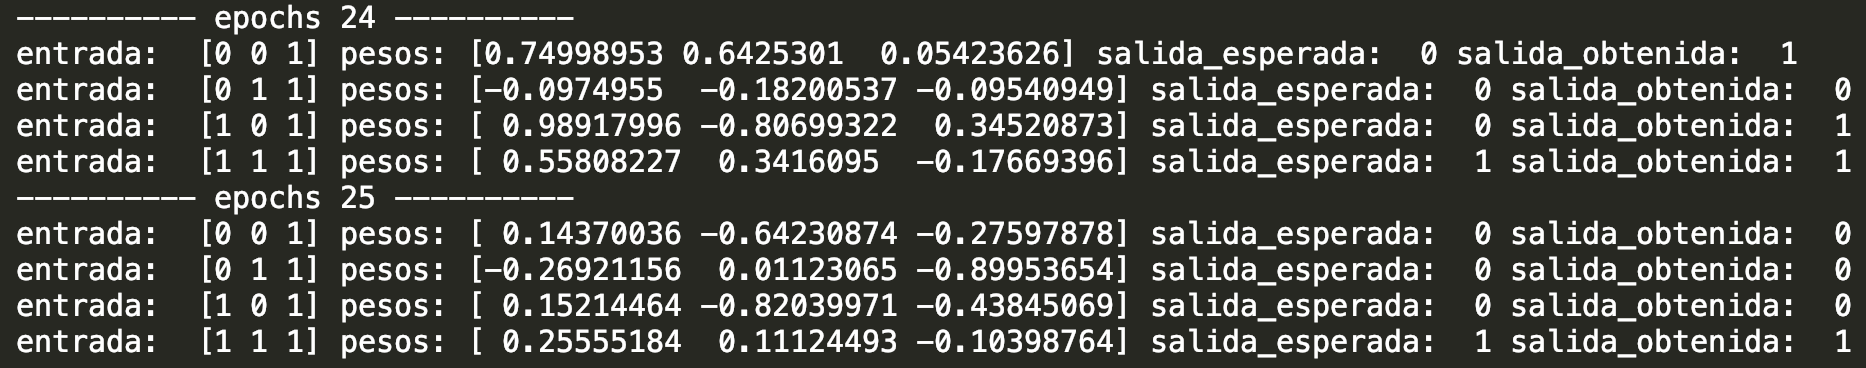 ---------- epochs 24 ----------
entrada:  [0 0 1] pesos: [0.74998953 0.6425301  0.05423626] salida_esperada:  0 salida_obtenida:  1
entrada:  [0 1 1] pesos: [-0.0974955  -0.18200537 -0.09540949] salida_esperada:  0 salida_obtenida:  0
entrada:  [1 0 1] pesos: [ 0.98917996 -0.80699322  0.34520873] salida_esperada:  0 salida_obtenida:  1
entrada:  [1 1 1] pesos: [ 0.55808227  0.3416095  -0.17669396] salida_esperada:  1 salida_obtenida:  1
---------- epochs 25 ----------
entrada:  [0 0 1] pesos: [ 0.14370036 -0.64230874 -0.27597878] salida_esperada:  0 salida_obtenida:  0
entrada:  [0 1 1] pesos: [-0.26921156  0.01123065 -0.89953654] salida_esperada:  0 salida_obtenida:  0
entrada:  [1 0 1] pesos: [ 0.15214464 -0.82039971 -0.43845069] salida_esperada:  0 salida_obtenida:  0
entrada:  [1 1 1] pesos: [ 0.25555184  0.11124493 -0.10398764] salida_esperada:  1 salida_obtenida:  1